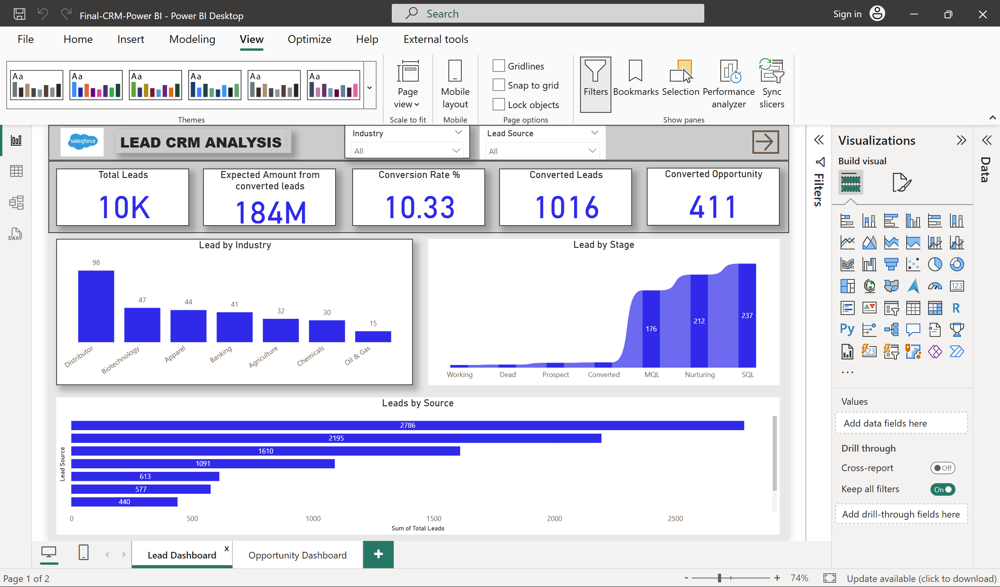 Final-CRM-Power BI - Power BI Desktop
Search
Sign in
File Home Insert Modeling View Optimize Help External tools
Aa Aa Aa Aa Aa Aa
Themes
Page view
Scale to fit
Mobile layout
Mobile
Gridlines
Snap to grid
Lock objects
Page options
Filters
Bookmarks
Selection
Performance analyzer
Sync slicers
Show panes
DAX
salesforce
LEAD CRM ANALYSIS
Industry
All
Lead Source
All
Total Leads
10K
Expected Amount from
converted leads
184M
Conversion Rate %
10.33
Converted Leads
1016
Converted Opportunity
411
Lead by Industry
98
47
44
41
32
30
15
Distributor
Biotechnology
Apparel
Banking
Agriculture
Chemicals
Oil & Gas
Lead by Stage
176
212
237
Working
Dead
Prospect
Converted
MQL
Nurturing
SQL
Leads by Source
Lead Source
2786
2195
1610
1091
613
577
440
0 500 1000 1500 2000 2500
Sum of Total Leads
Filters
Visualizations
Build visual
123
R
Py
123
...
Values
Add data fields here
Drill through
Cross-report
Off
Keep all filters
On
Add drill-through fields here
Data
Lead Dashboard
x
Opportunity Dashboard
+
Page 1 of 2
- + 74%
Update available (click to download)